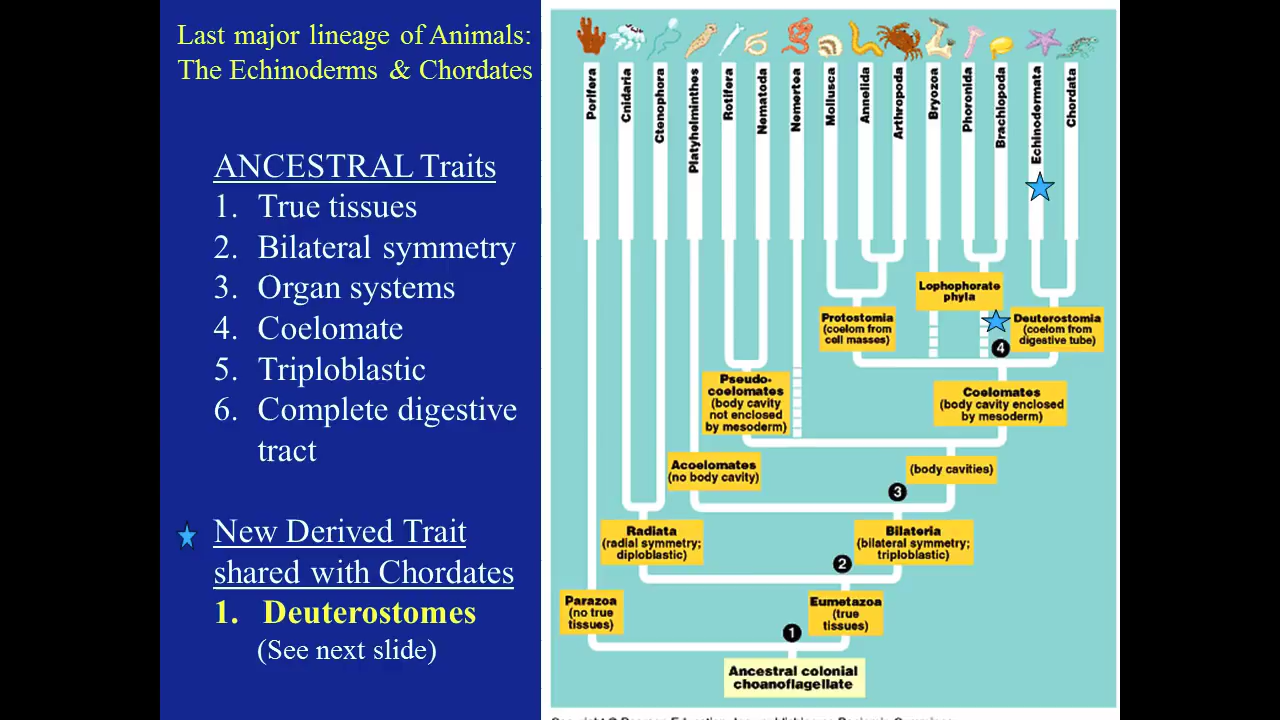 Last major lineage of Animals:
The Echinoderms & Chordates
ANCESTRAL Traits
1. True tissues
2. Bilateral symmetry
3. Organ systems
4. Coelomate
5. Triploblastic
6. Complete digestive
tract
New Derived Trait
shared with Chordates
1. Deuterostomes
(See next slide)
Porifera
Cnidaria
Ctenophora
Platyhelminthes
Rotifera
Nematoda
Nemertea
Mollusca
Annelida
Arthropoda
Bryozoa
Phoronida
Brachiopoda
Echinodermata
Chordata
Lophophorate
phyla
Protostomia
(coelom from
cell masses)
Deuterostomia
(coelom from
digestive tube)
4
Pseudo-
coelomates
(body cavity
not enclosed
by mesoderm)
Coelomates
(body cavity enclosed
by mesoderm)
Acoelomates
(no body cavity)
(body cavities)
3
Radiata
(radial symmetry;
diploblastic)
Bilateria
(bilateral symmetry;
triploblastic)
2
Parazoa
(no true
tissues)
Eumetazoa
(true
tissues)
1
Ancestral colonial
choanoflagellate